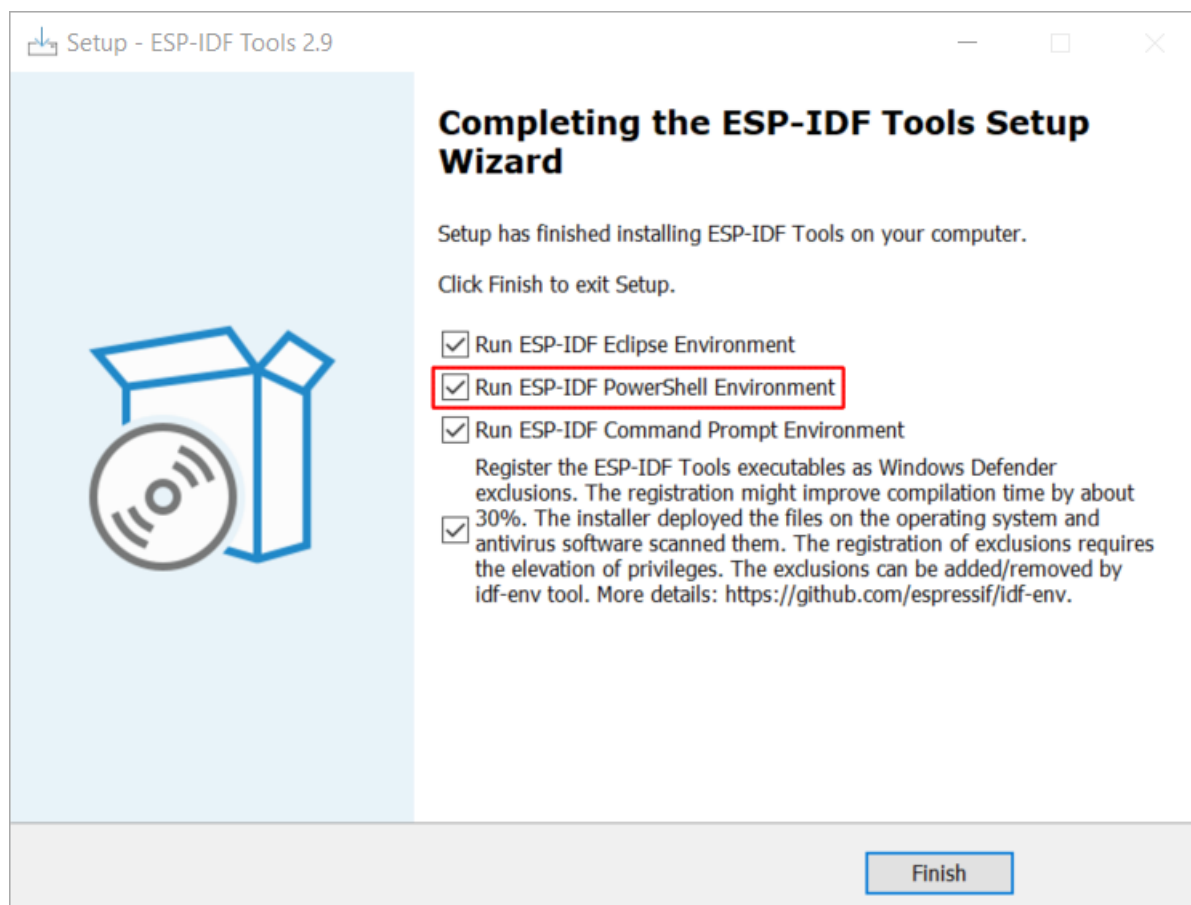 Setup - ESP-IDF Tools 2.9
Completing the ESP-IDF Tools Setup
Wizard
Setup has finished installing ESP-IDF Tools on your computer.
Click Finish to exit Setup.
Run ESP-IDF Eclipse Environment
Run ESP-IDF PowerShell Environment
Run ESP-IDF Command Prompt Environment
Register the ESP-IDF Tools executables as Windows Defender
exclusions. The registration might improve compilation time by about
30%. The installer deployed the files on the operating system and
antivirus software scanned them. The registration of exclusions requires
the elevation of privileges. The exclusions can be added/removed by
idf-env tool. More details: https://github.com/espressif/idf-env.
Finish